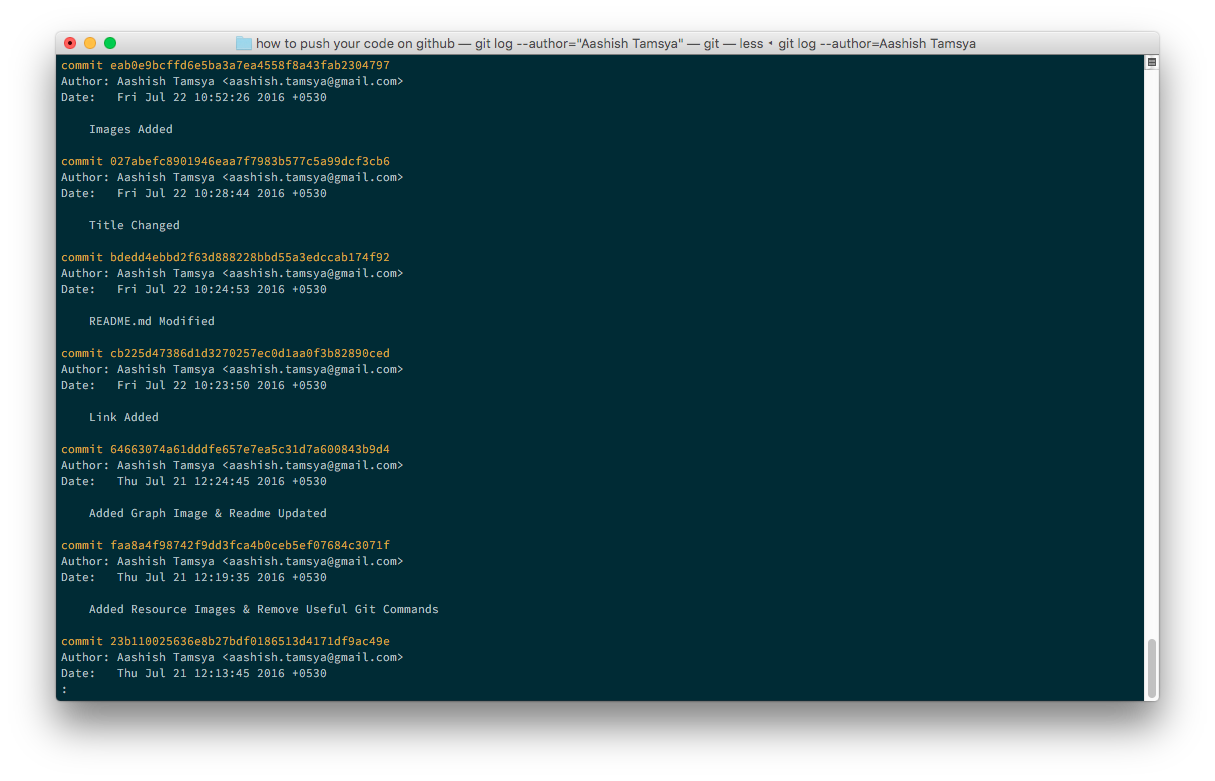 how to push your code on github — git log --author="Aashish Tamsya" — git — less ◂ git log --author=Aashish Tamsya
commit eab0e9bcffd6e5ba3a7ea4558f8a43fab2304797
Author: Aashish Tamsya <aashish.tamsya@gmail.com>
Date:   Fri Jul 22 10:52:26 2016 +0530
Images Added
commit 027abefc8901946eaa7f7983b577c5a99dcf3cb6
Author: Aashish Tamsya <aashish.tamsya@gmail.com>
Date:   Fri Jul 22 10:28:44 2016 +0530
Title Changed
commit bdedd4ebbd2f63d888228bbd55a3edccab174f92
Author: Aashish Tamsya <aashish.tamsya@gmail.com>
Date:   Fri Jul 22 10:24:53 2016 +0530
README.md Modified
commit cb225d47386d1d3270257ec0d1aa0f3b82890ced
Author: Aashish Tamsya <aashish.tamsya@gmail.com>
Date:   Fri Jul 22 10:23:50 2016 +0530
Link Added
commit 64663074a61dddfe657e7ea5c31d7a600843b9d4
Author: Aashish Tamsya <aashish.tamsya@gmail.com>
Date:   Thu Jul 21 12:24:45 2016 +0530
Added Graph Image & Readme Updated
commit faa8a4f98742f9dd3fca4b0ceb5ef07684c3071f
Author: Aashish Tamsya <aashish.tamsya@gmail.com>
Date:   Thu Jul 21 12:19:35 2016 +0530
Added Resource Images & Remove Useful Git Commands
commit 23b110025636e8b27bdf0186513d4171df9ac49e
Author: Aashish Tamsya <aashish.tamsya@gmail.com>
Date:   Thu Jul 21 12:13:45 2016 +0530
: